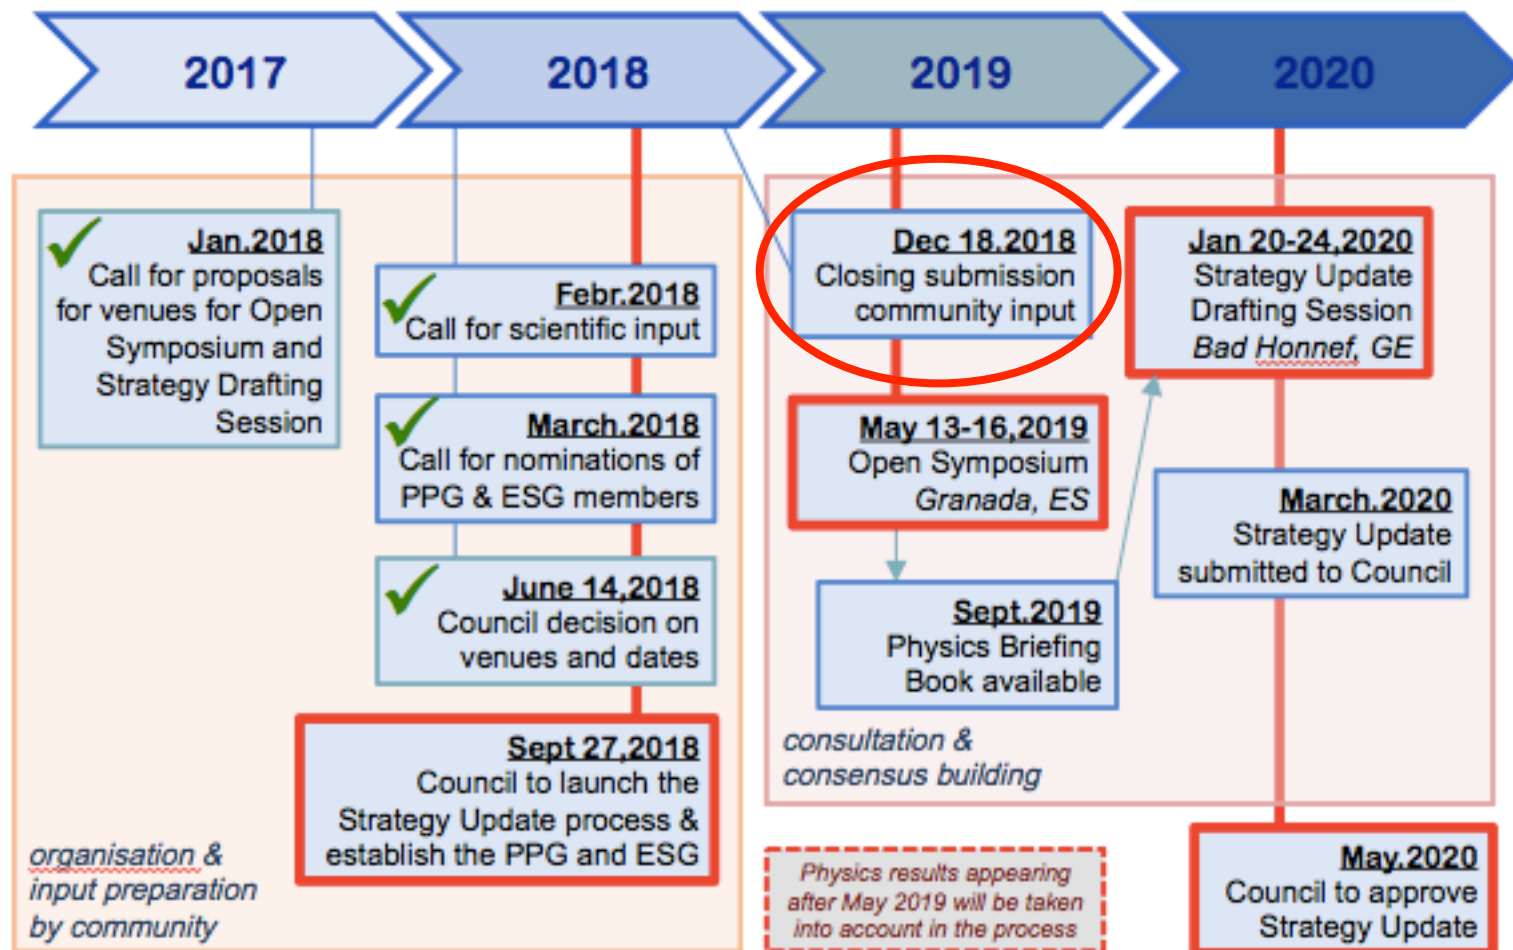 2017
2018
2019
2020
Jan.2018
Call for proposals
for venues for Open
Symposium and
Strategy Drafting
Session
Febr.2018
Call for scientific input
March.2018
Call for nominations of
PPG & ESG members
June 14,2018
Council decision on
venues and dates
Sept 27,2018
Council to launch the
Strategy Update process &
establish the PPG and ESG
organisation &
input preparation
by community
Dec 18.2018
Closing submission
community input
May 13-16,2019
Open Symposium
Granada, ES
Sept.2019
Physics Briefing
Book available
consultation &
consensus building
Physics results appearing
after May 2019 will be taken
into account in the process
Jan 20-24,2020
Strategy Update
Drafting Session
Bad Honnef, GE
March.2020
Strategy Update
submitted to Council
May.2020
Council to approve
Strategy Update